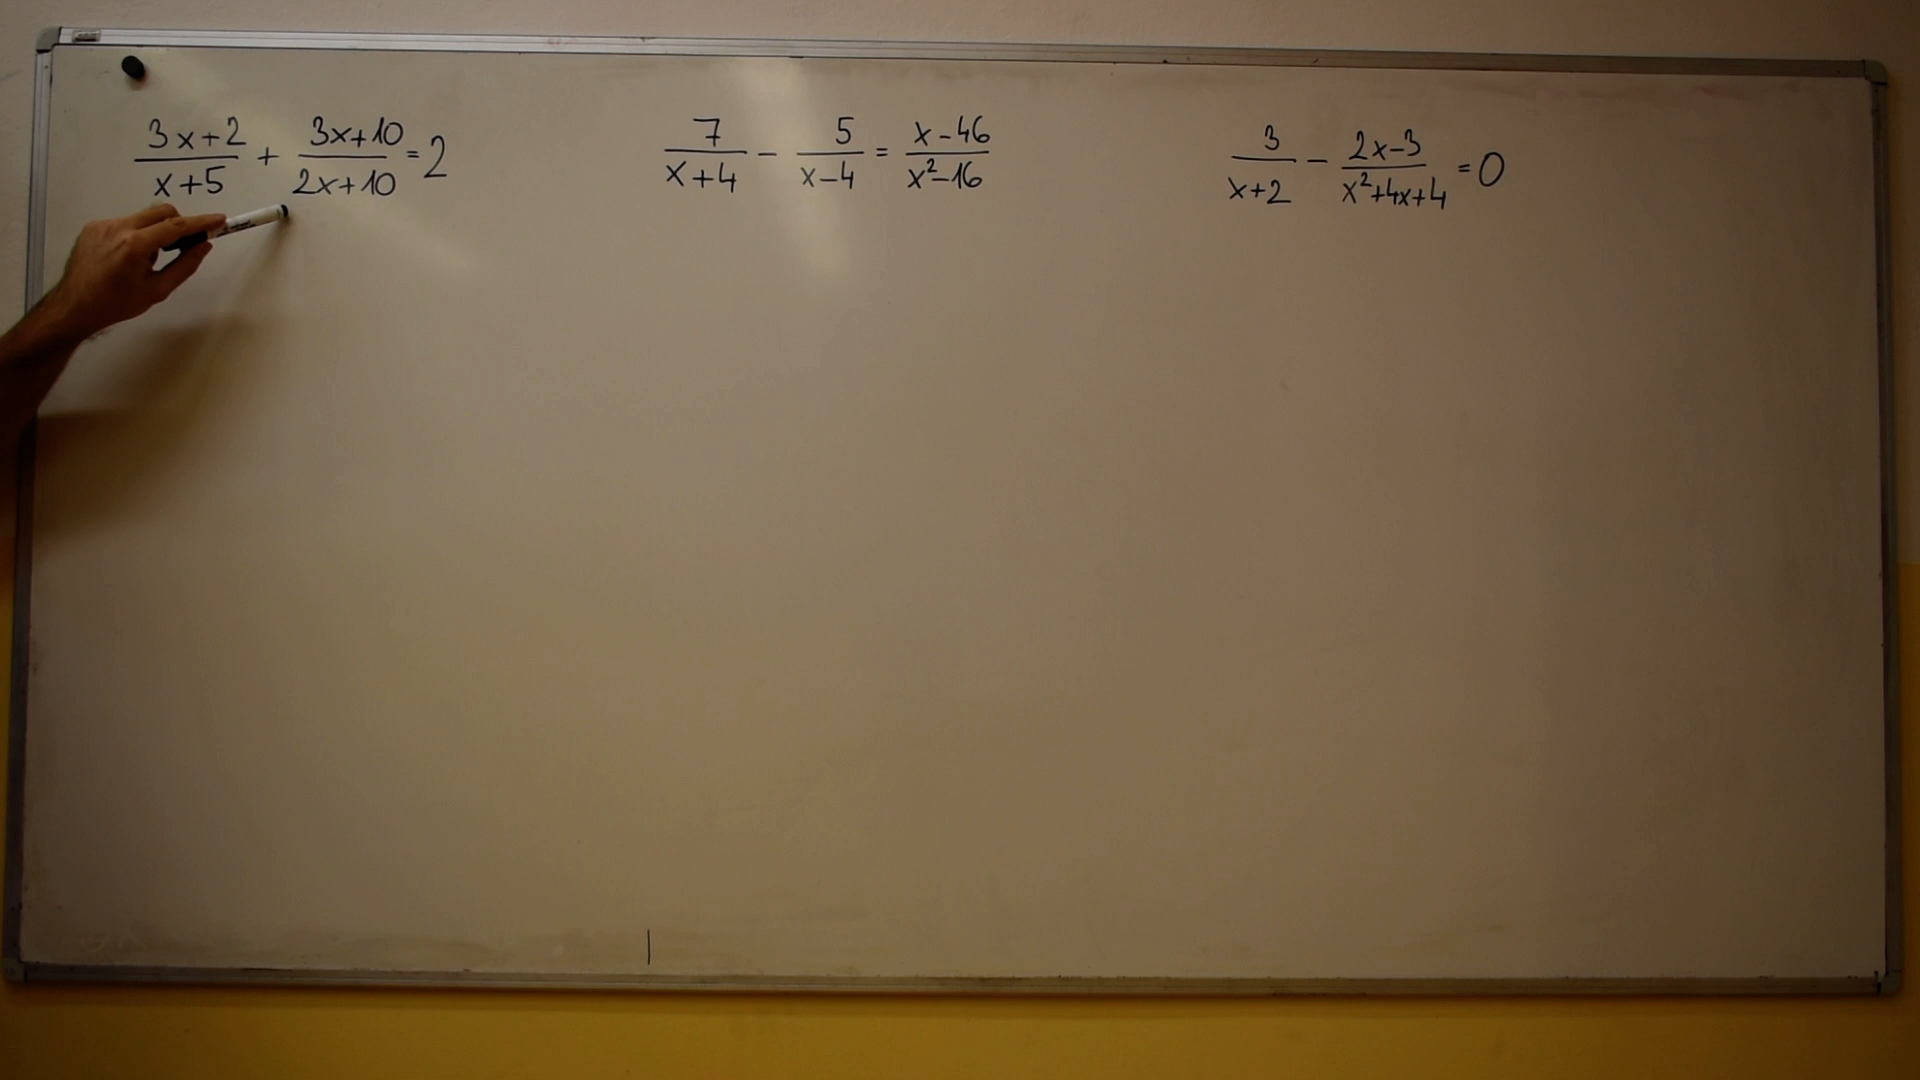 (3x+2)/(x+5) + (3x+10)/(2x+10) = 2
7/(x+4) − 5/(x−4) = (x−46)/(x²−16)
3/(x+2) − (2x−3)/(x²+4x+4) = 0